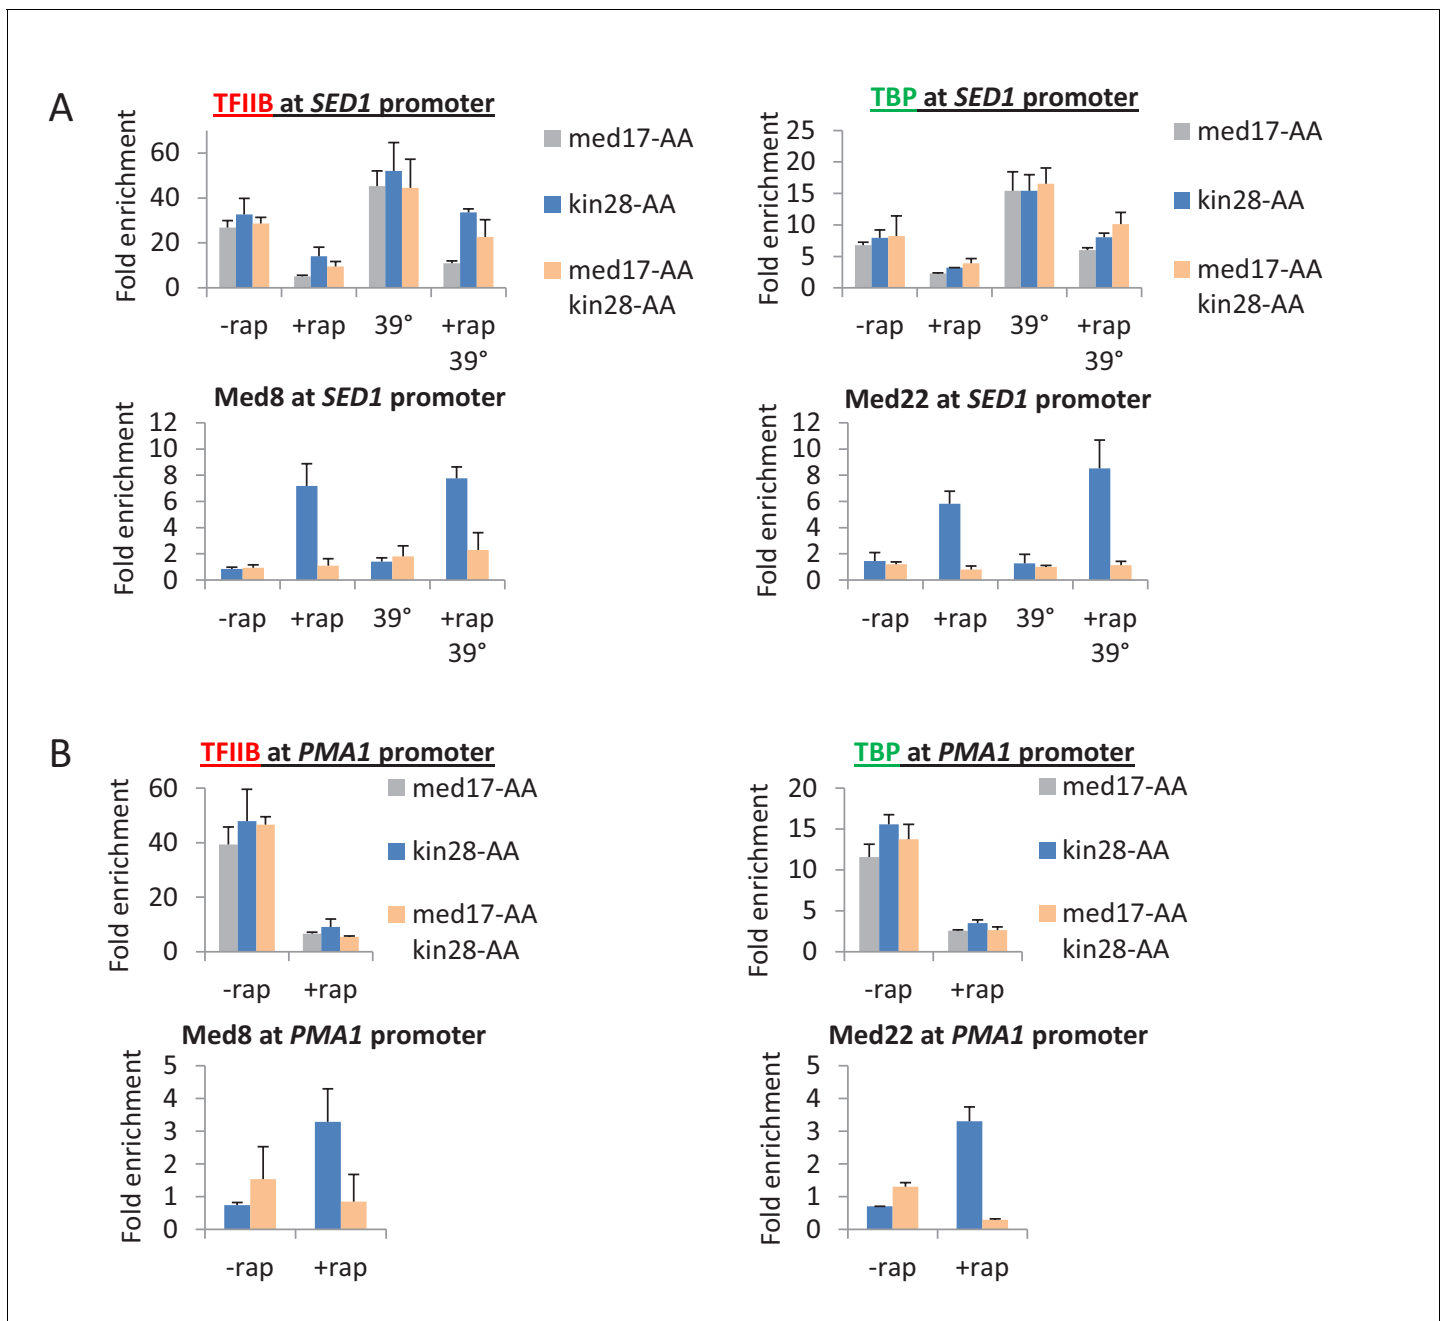 A
TFIIB at SED1 promoter
Fold enrichment
60
40
20
0
-rap +rap 39° +rap
39°
med17-AA
kin28-AA
med17-AA
kin28-AA
TBP at SED1 promoter
Fold enrichment
25
20
15
10
5
0
-rap +rap 39° +rap
39°
med17-AA
kin28-AA
med17-AA
kin28-AA
Med8 at SED1 promoter
Fold enrichment
12
10
8
6
4
2
0
-rap +rap 39° +rap
39°
Med22 at SED1 promoter
Fold enrichment
12
10
8
6
4
2
0
-rap +rap 39° +rap
39°
B
TFIIB at PMA1 promoter
Fold enrichment
60
40
20
0
-rap +rap
med17-AA
kin28-AA
med17-AA
kin28-AA
TBP at PMA1 promoter
Fold enrichment
20
15
10
5
0
-rap +rap
med17-AA
kin28-AA
med17-AA
kin28-AA
Med8 at PMA1 promoter
Fold enrichment
5
4
3
2
1
0
-rap +rap
Med22 at PMA1 promoter
Fold enrichment
5
4
3
2
1
0
-rap +rap